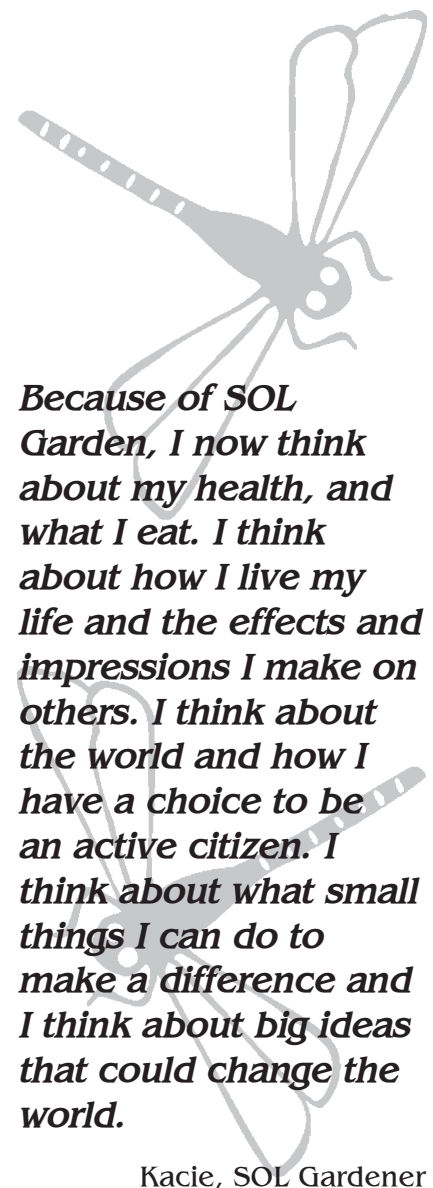 Because of SOL
Garden, I now think
about my health, and
what I eat. I think
about how I live my
life and the effects and
impressions I make on
others. I think about
the world and how I
have a choice to be
an active citizen. I
think about what small
things I can do to
make a difference and
I think about big ideas
that could change the
world.
Kacie, SOL Gardener